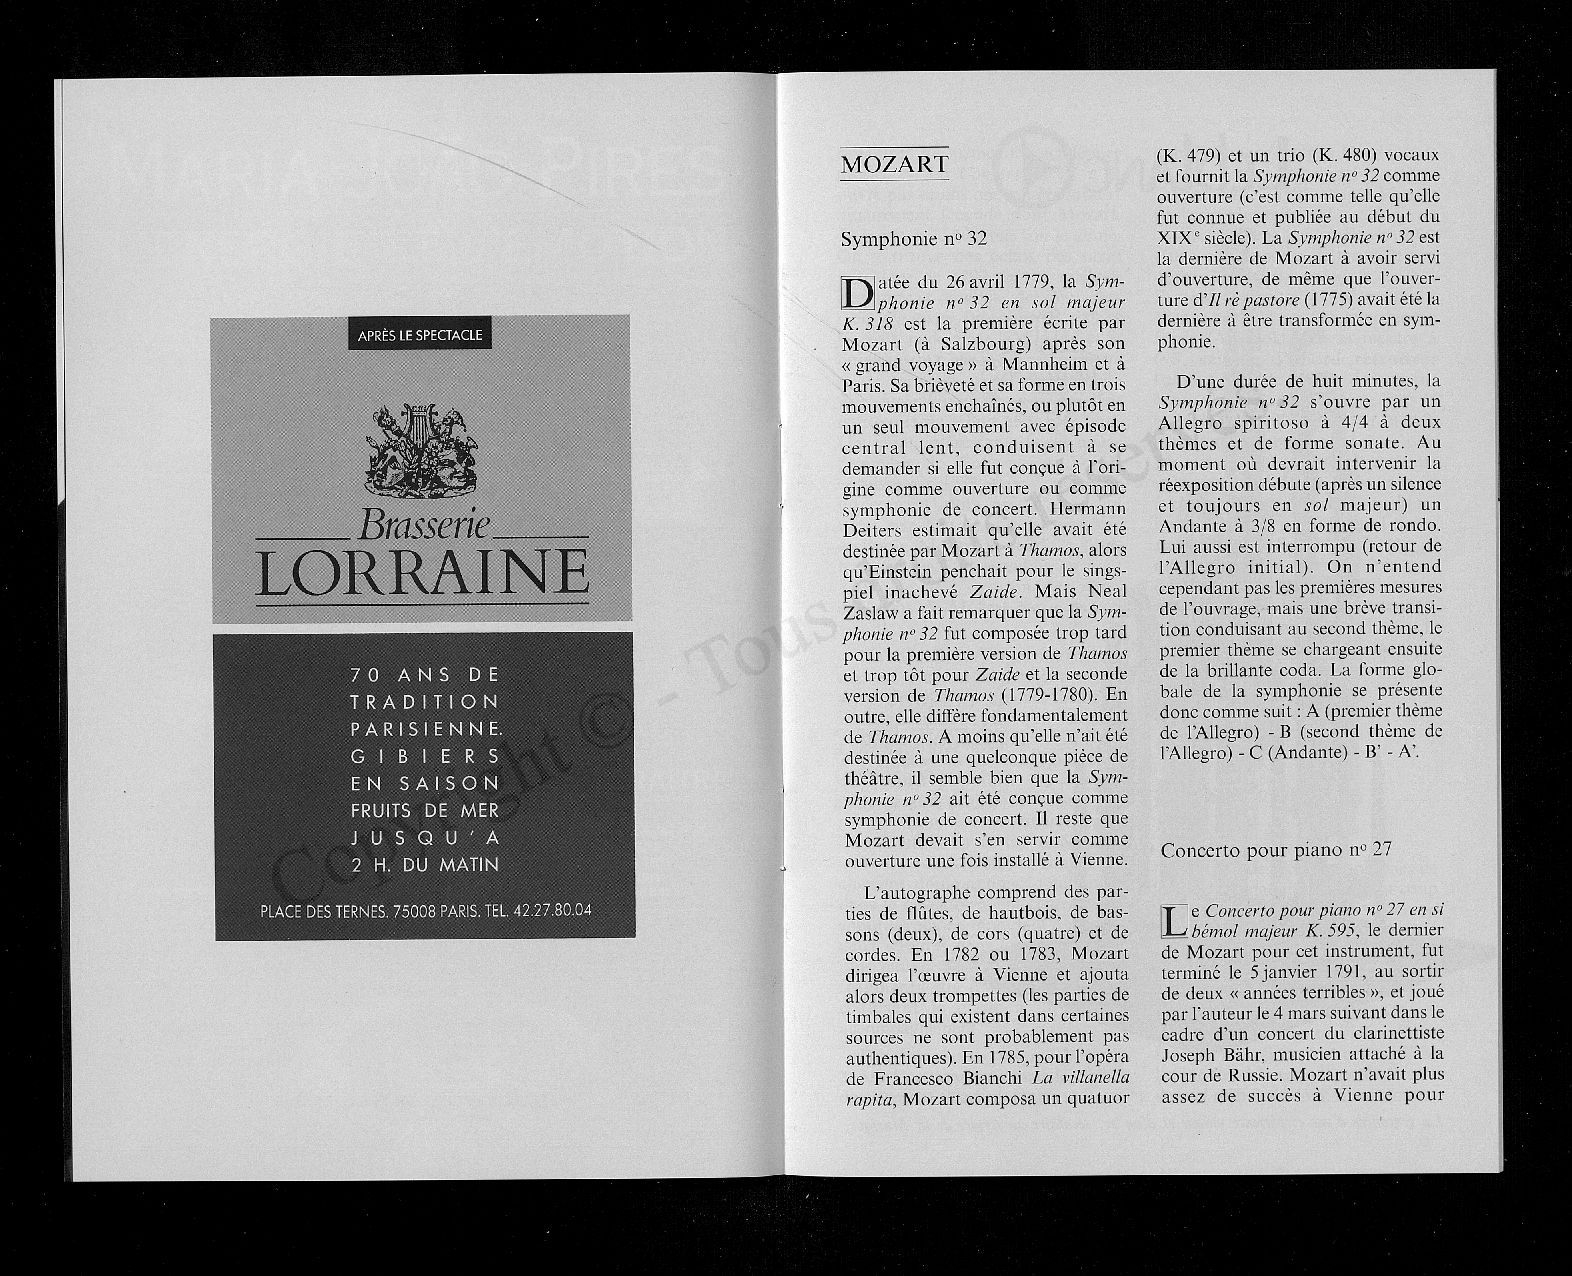 APRÈS LE SPECTACLE
Brasserie
LORRAINE
70 ANS DE
TRADITION
PARISIENNE.
GIBIERS
EN SAISON
FRUITS DE MER
JUSQU'A
2 H. DU MATIN
PLACE DES TERNES. 75008 PARIS. TEL. 42.27.80.04
Copyright © - Tous
MOZART
Symphonie nº 32
Datée du 26 avril 1779, la Sym-
phonie nº 32 en sol majeur
K. 318 est la première écrite par
Mozart (à Salzbourg) après son
« grand voyage » à Mannheim et à
Paris. Sa brièveté et sa forme en trois
mouvements enchaînés, ou plutôt en
un seul mouvement avec épisode
central lent, conduisent à se
demander si elle fut conçue à l'ori-
gine comme ouverture ou comme
symphonie de concert. Hermann
Deiters estimait qu'elle avait été
destinée par Mozart à Thamos, alors
qu'Einstein penchait pour le sings-
piel inachevé Zaide. Mais Neal
Zaslaw a fait remarquer que la Sym-
phonie nº 32 fut composée trop tard
pour la première version de Thamos
et trop tôt pour Zaide et la seconde
version de Thamos (1779-1780). En
outre, elle diffère fondamentalement
de Thamos. A moins qu'elle n'ait été
destinée à une quelconque pièce de
théâtre, il semble bien que la Sym-
phonie nº 32 ait été conçue comme
symphonie de concert. Il reste que
Mozart devait s'en servir comme
ouverture une fois installé à Vienne.
L'autographe comprend des par-
ties de flûtes, de hautbois, de bas-
sons (deux), de cors (quatre) et de
cordes. En 1782 ou 1783, Mozart
dirigea l'œuvre à Vienne et ajouta
alors deux trompettes (les parties de
timbales qui existent dans certaines
sources ne sont probablement pas
authentiques). En 1785, pour l'opéra
de Francesco Bianchi La villanella
rapita, Mozart composa un quatuor
(K. 479) et un trio (K. 480) vocaux
et fournit la Symphonie nº 32 comme
ouverture (c'est comme telle qu'elle
fut connue et publiée au début du
XIXe siècle). La Symphonie nº 32 est
la dernière de Mozart à avoir servi
d'ouverture, de même que l'ouver-
ture d'Il rè pastore (1775) avait été la
dernière à être transformée en sym-
phonie.
D'une durée de huit minutes, la
Symphonie nº 32 s'ouvre par un
Allegro spiritoso à 4/4 à deux
thèmes et de forme sonate. Au
moment où devrait intervenir la
réexposition débute (après un silence
et toujours en sol majeur) un
Andante à 3/8 en forme de rondo.
Lui aussi est interrompu (retour de
l'Allegro initial). On n'entend
cependant pas les premières mesures
de l'ouvrage, mais une brève transi-
tion conduisant au second thème, le
premier thème se chargeant ensuite
de la brillante coda. La forme glo-
bale de la symphonie se présente
donc comme suit : A (premier thème
de l'Allegro) - B (second thème de
l'Allegro) - C (Andante) - B' - A'.
Concerto pour piano nº 27
Le Concerto pour piano nº 27 en si
bémol majeur K. 595, le dernier
de Mozart pour cet instrument, fut
terminé le 5 janvier 1791, au sortir
de deux « années terribles », et joué
par l'auteur le 4 mars suivant dans le
cadre d'un concert du clarinettiste
Joseph Bähr, musicien attaché à la
cour de Russie. Mozart n'avait plus
assez de succès à Vienne pour